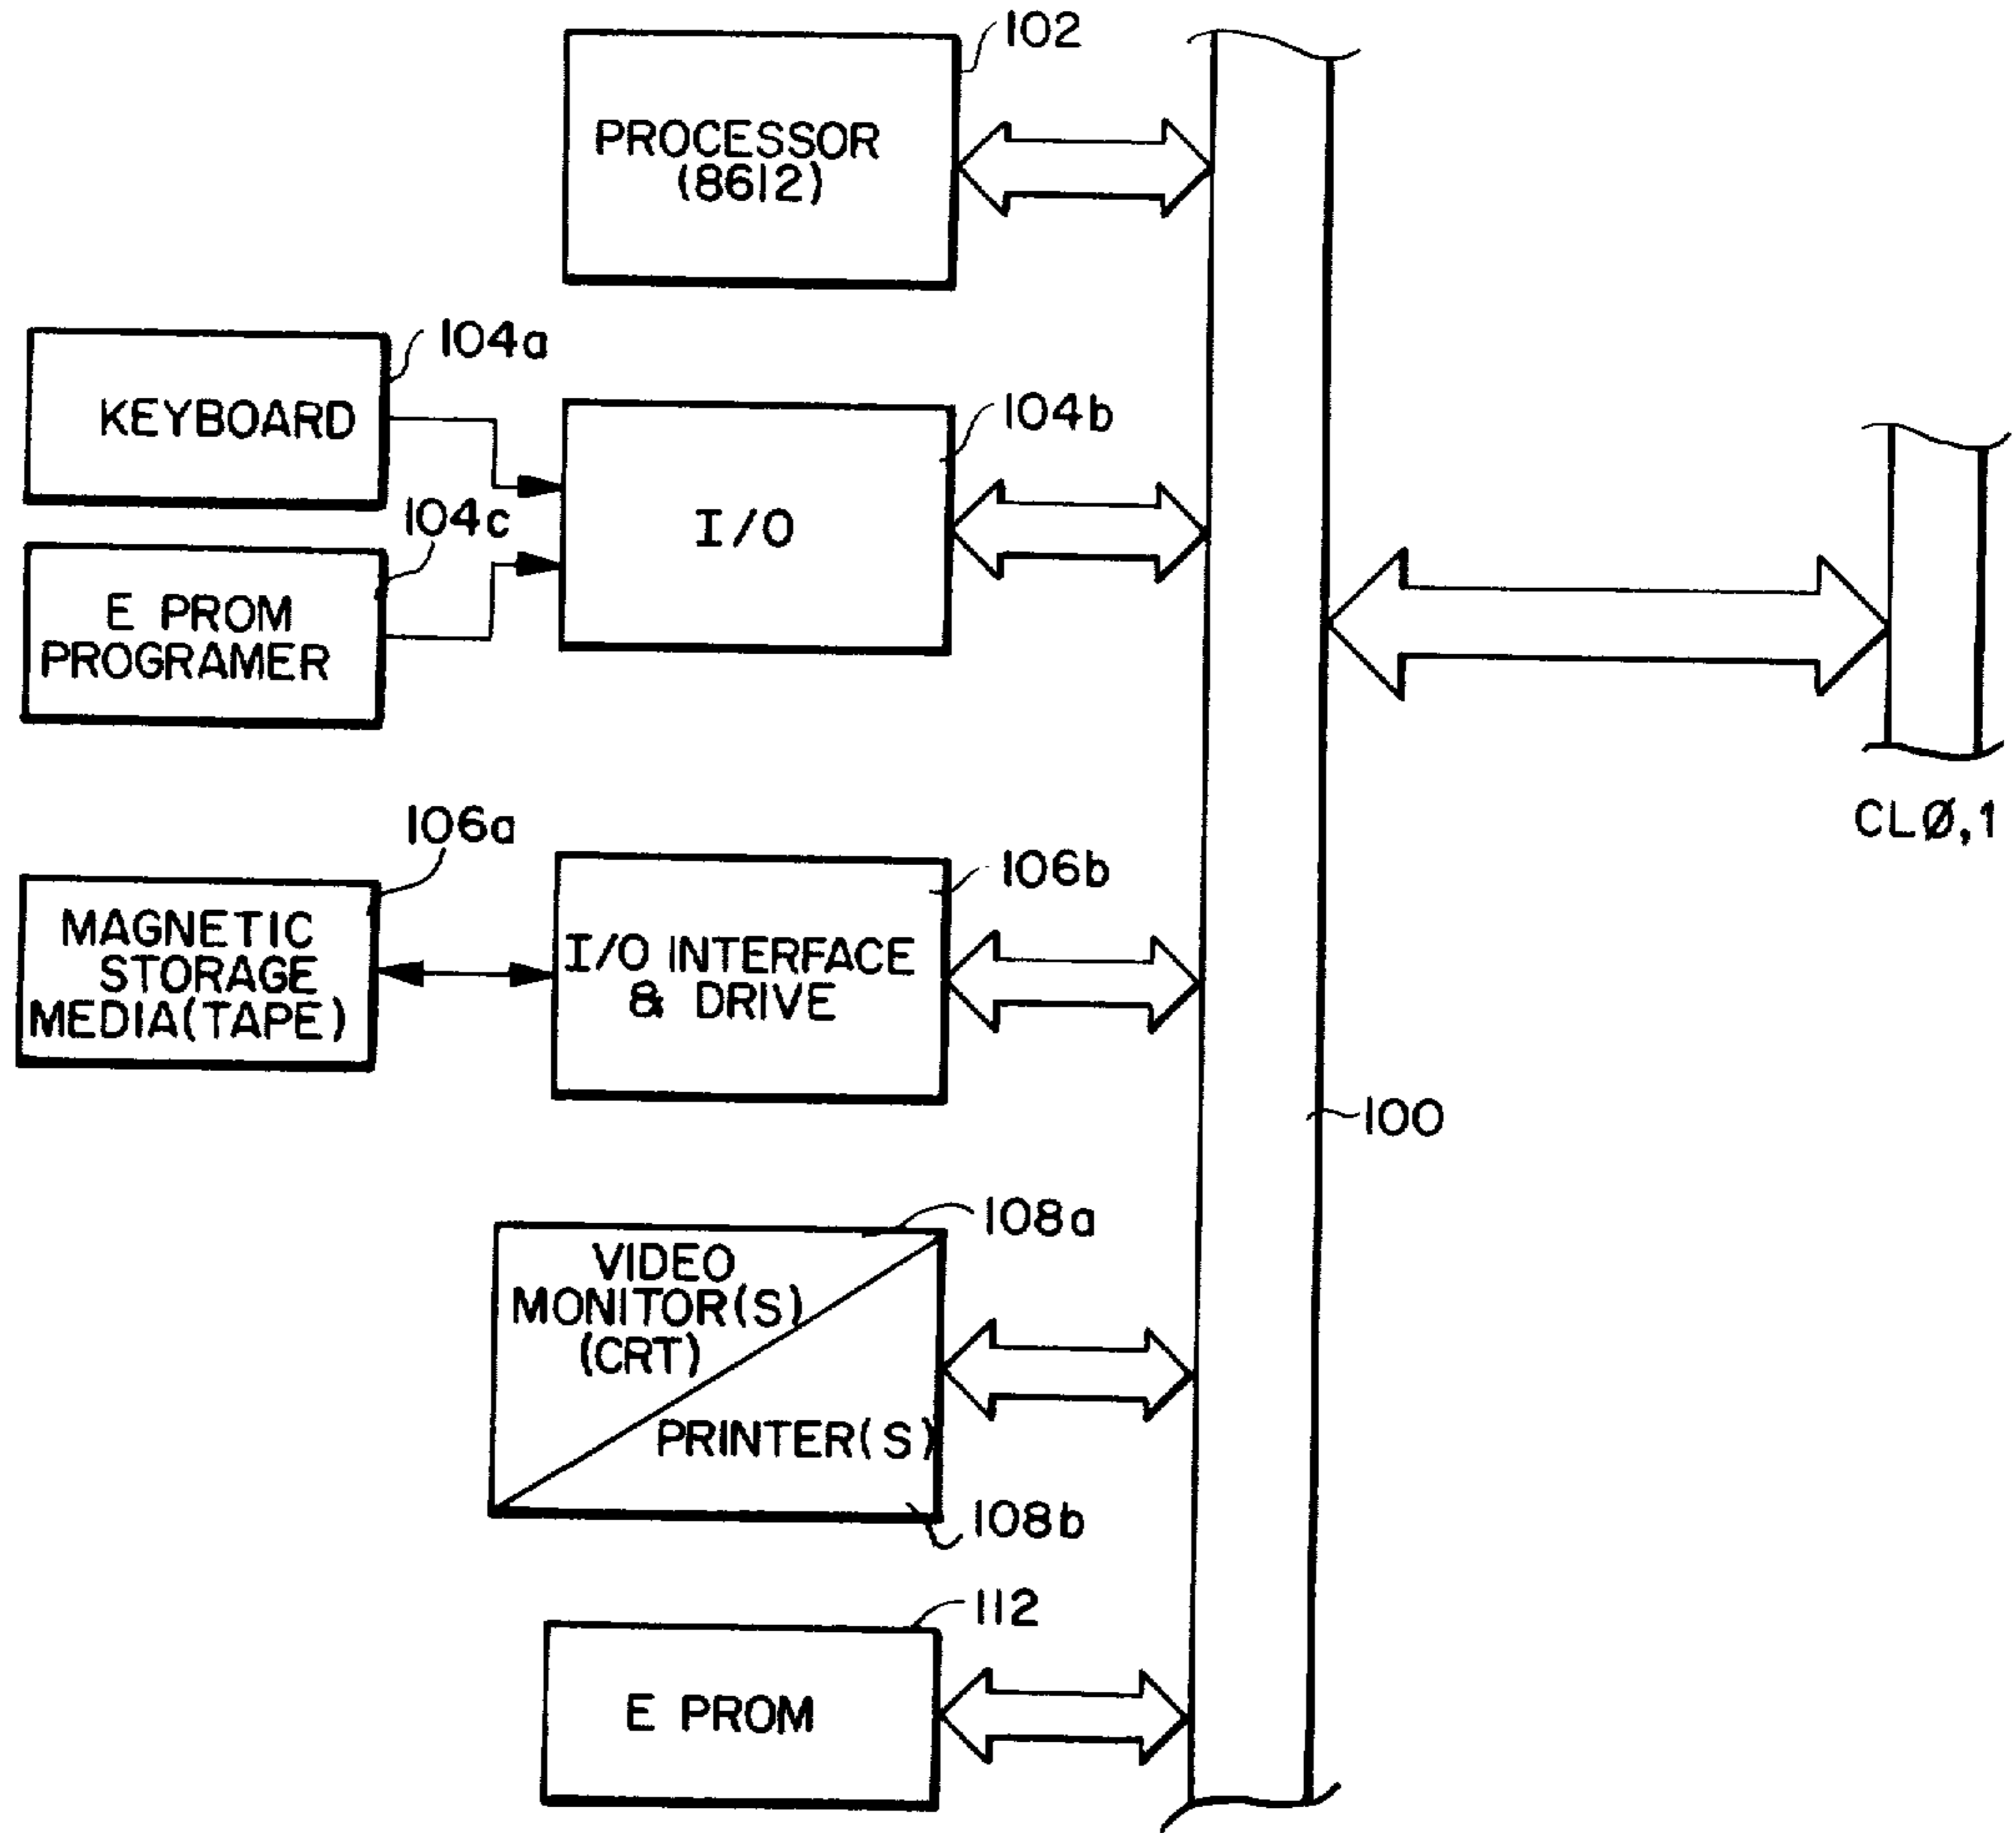 102
PROCESSOR
(8612)
104a
KEYBOARD
104b
I/O
104c
E PROM
PROGRAMER
CLØ,1
106a
MAGNETIC
STORAGE
MEDIA(TAPE)
106b
I/O INTERFACE
& DRIVE
100
108a
VIDEO
MONITOR(S)
(CRT)
PRINTER(S)
108b
112
E PROM